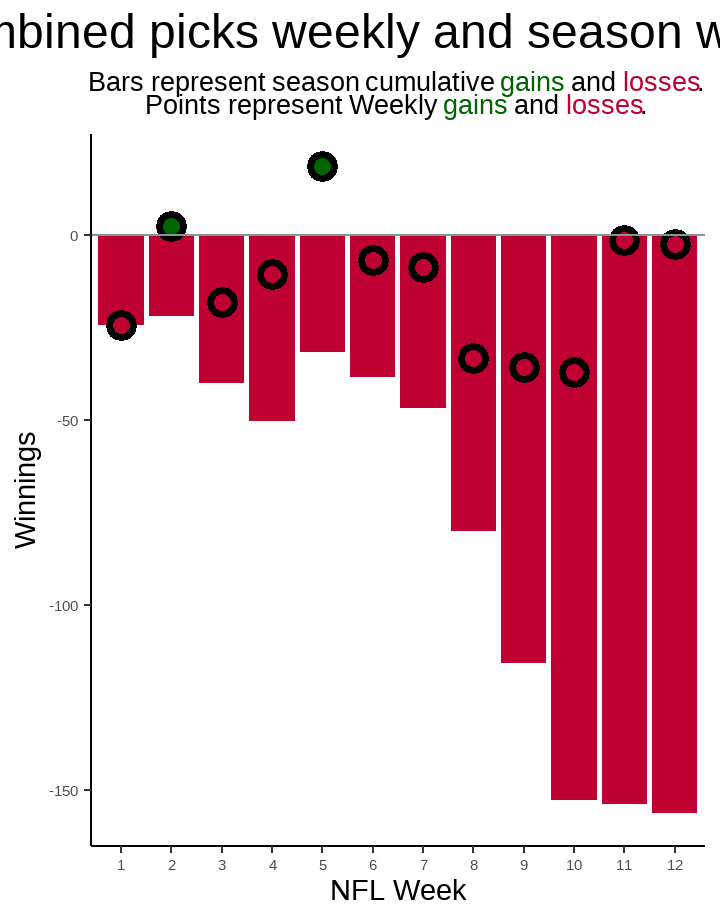 mbined picks weekly and season w
Bars represent season cumulative gains and losses.
Points represent Weekly gains and losses.
0
-50
-100
-150
Winnings
1 2 3 4 5 6 7 8 9 10 11 12
NFL Week